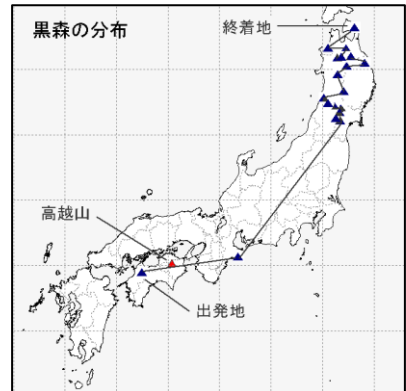 黒森の分布
終着地
高越山
出発地